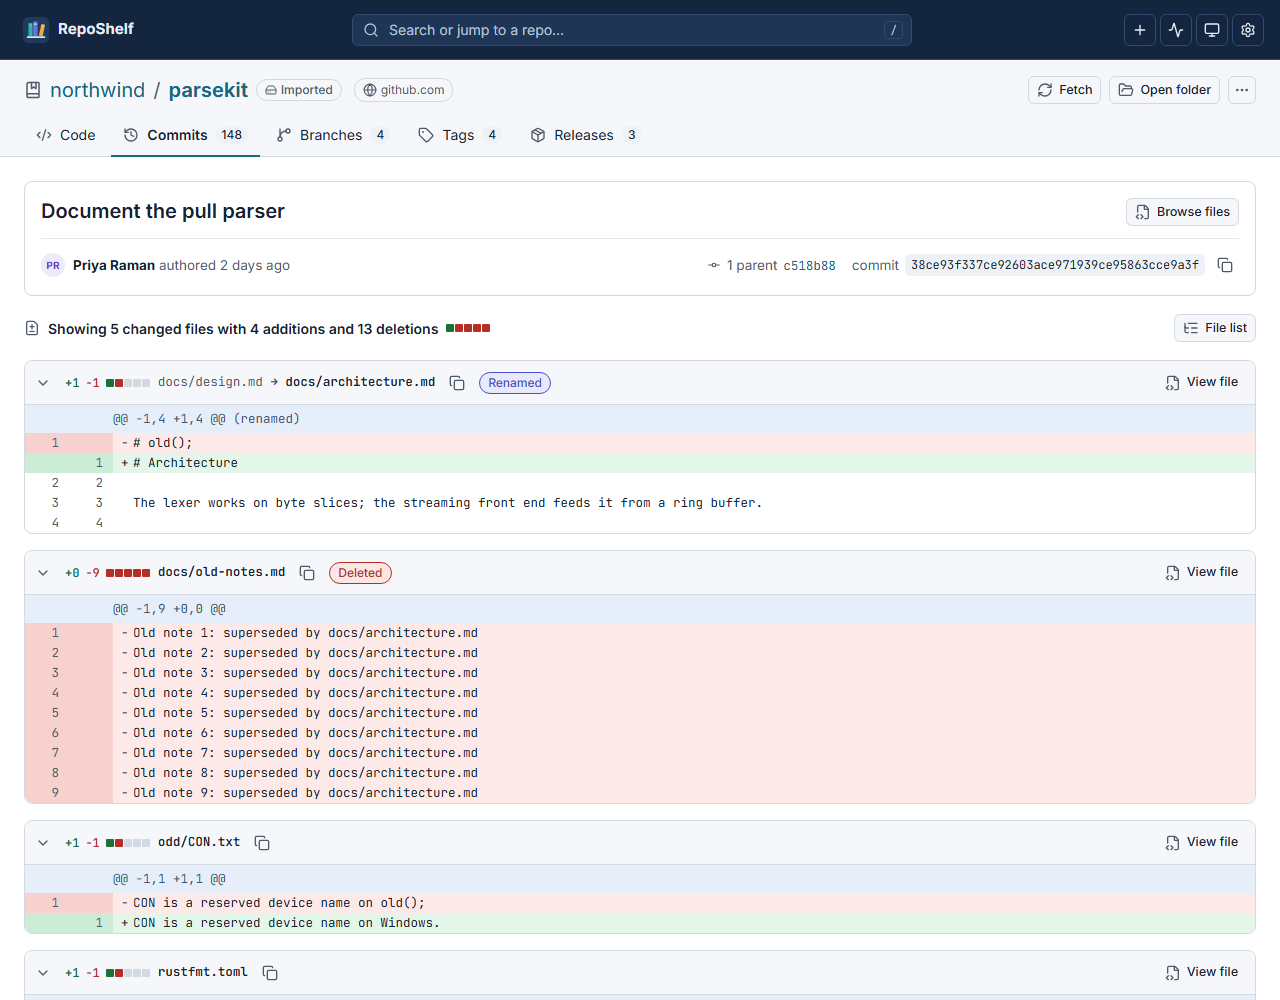 RepoShelf
Search or jump to a repo...
/
northwind / parsekit
Imported
github.com
Fetch
Open folder
Code
Commits 148
Branches 4
Tags 4
Releases 3
Document the pull parser
Browse files
PR Priya Raman authored 2 days ago
1 parent c518b88 commit 38ce93f337ce92603ace971939ce95863cce9a3f
Showing 5 changed files with 4 additions and 13 deletions
File list
+1 -1 docs/design.md → docs/architecture.md Renamed View file
@@ -1,4 +1,4 @@ (renamed)
1 - # old();
1 + # Architecture
2 2
3 3 The lexer works on byte slices; the streaming front end feeds it from a ring buffer.
4 4
+0 -9 docs/old-notes.md Deleted View file
@@ -1,9 +0,0 @@
1 - Old note 1: superseded by docs/architecture.md
2 - Old note 2: superseded by docs/architecture.md
3 - Old note 3: superseded by docs/architecture.md
4 - Old note 4: superseded by docs/architecture.md
5 - Old note 5: superseded by docs/architecture.md
6 - Old note 6: superseded by docs/architecture.md
7 - Old note 7: superseded by docs/architecture.md
8 - Old note 8: superseded by docs/architecture.md
9 - Old note 9: superseded by docs/architecture.md
+1 -1 odd/CON.txt View file
@@ -1,1 +1,1 @@
1 - CON is a reserved device name on old();
1 + CON is a reserved device name on Windows.
+1 -1 rustfmt.toml View file